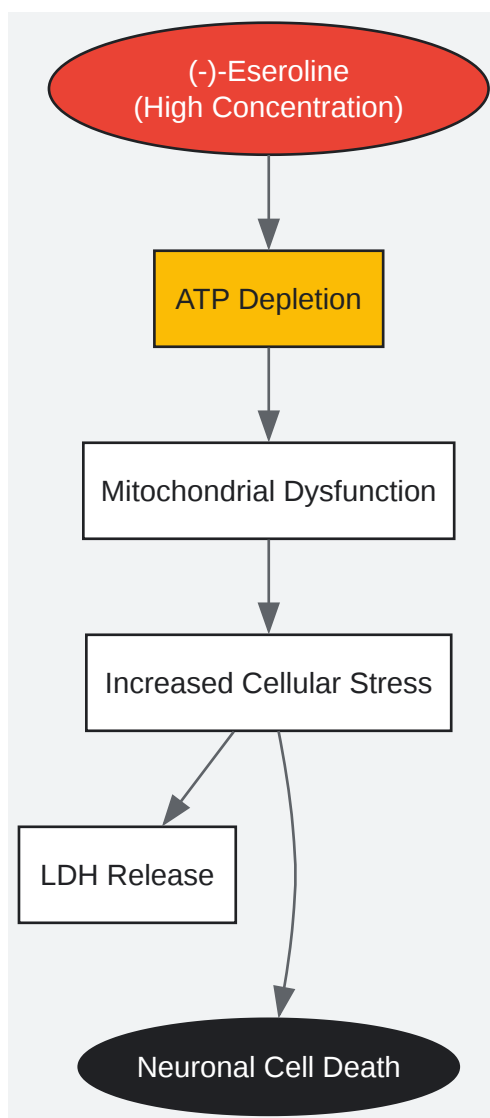 (-)-Eseroline
(High Concentration)
ATP Depletion
Mitochondrial Dysfunction
Increased Cellular Stress
LDH Release
Neuronal Cell Death